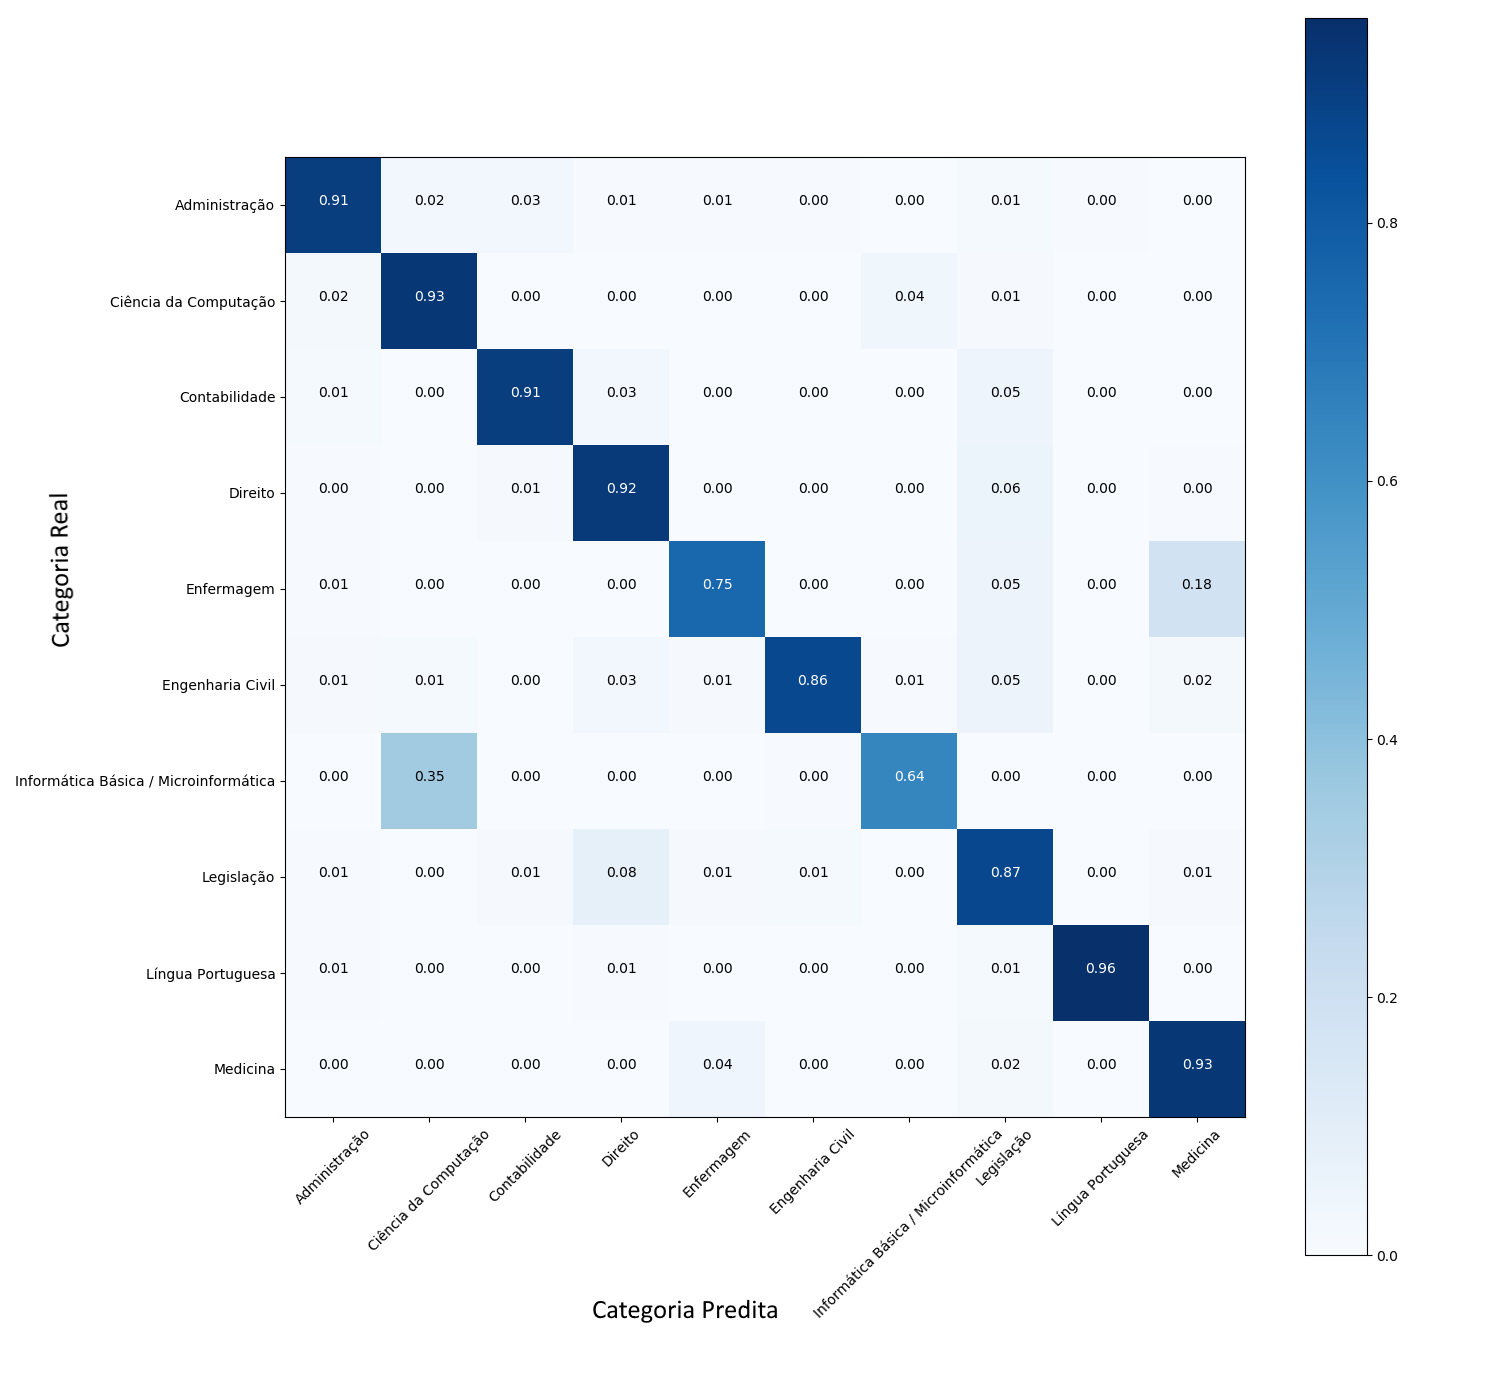 Administração 0.91 0.02 0.03 0.01 0.01 0.00 0.00 0.01 0.00 0.00
Ciência da Computação 0.02 0.93 0.00 0.00 0.00 0.00 0.04 0.01 0.00 0.00
Contabilidade 0.01 0.00 0.91 0.03 0.00 0.00 0.00 0.05 0.00 0.00
Direito 0.00 0.00 0.01 0.92 0.00 0.00 0.00 0.06 0.00 0.00
Enfermagem 0.01 0.00 0.00 0.00 0.75 0.00 0.00 0.05 0.00 0.18
Engenharia Civil 0.01 0.01 0.00 0.03 0.01 0.86 0.01 0.05 0.00 0.02
Informática Básica / Microinformática 0.00 0.35 0.00 0.00 0.00 0.00 0.64 0.00 0.00 0.00
Legislação 0.01 0.00 0.01 0.08 0.01 0.01 0.00 0.87 0.00 0.01
Língua Portuguesa 0.01 0.00 0.00 0.01 0.00 0.00 0.00 0.01 0.96 0.00
Medicina 0.00 0.00 0.00 0.00 0.04 0.00 0.00 0.02 0.00 0.93
Categoria Real
Administração
Ciência da Computação
Contabilidade
Direito
Enfermagem
Engenharia Civil
Informática Básica / Microinformática
Legislação
Língua Portuguesa
Medicina
Categoria Predita
0.8
0.6
0.4
0.2
0.0